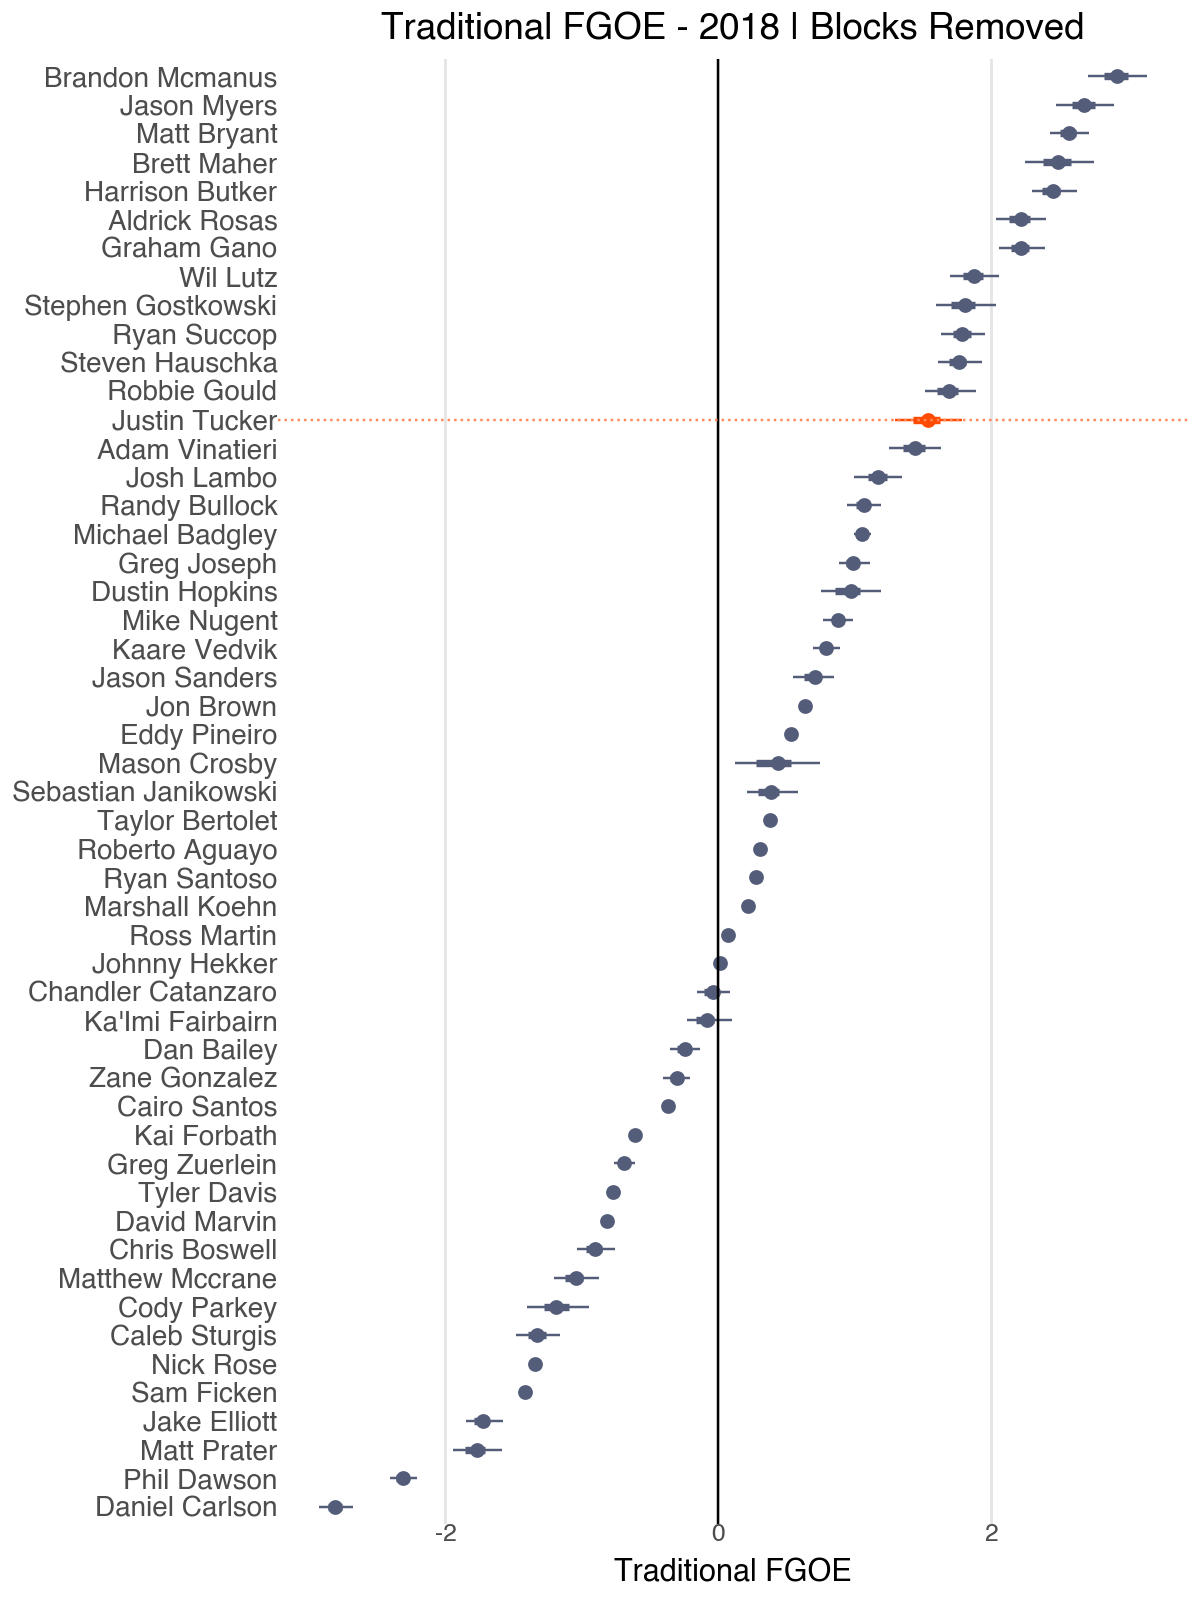 Traditional FGOE - 2018 | Blocks Removed
Brandon Mcmanus
Jason Myers
Matt Bryant
Brett Maher
Harrison Butker
Aldrick Rosas
Graham Gano
Wil Lutz
Stephen Gostkowski
Ryan Succop
Steven Hauschka
Robbie Gould
Justin Tucker
Adam Vinatieri
Josh Lambo
Randy Bullock
Michael Badgley
Greg Joseph
Dustin Hopkins
Mike Nugent
Kaare Vedvik
Jason Sanders
Jon Brown
Eddy Pineiro
Mason Crosby
Sebastian Janikowski
Taylor Bertolet
Roberto Aguayo
Ryan Santoso
Marshall Koehn
Ross Martin
Johnny Hekker
Chandler Catanzaro
Ka'Imi Fairbairn
Dan Bailey
Zane Gonzalez
Cairo Santos
Kai Forbath
Greg Zuerlein
Tyler Davis
David Marvin
Chris Boswell
Matthew Mccrane
Cody Parkey
Caleb Sturgis
Nick Rose
Sam Ficken
Jake Elliott
Matt Prater
Phil Dawson
Daniel Carlson
-2 0 2
Traditional FGOE